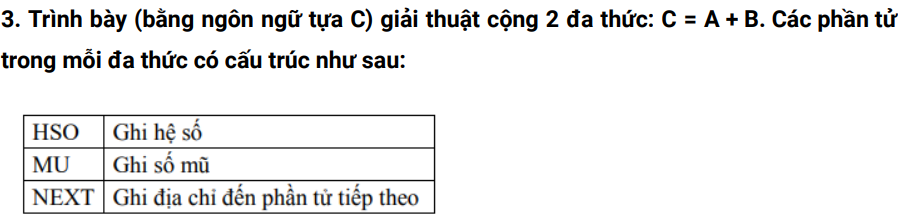 3. Trình bày (bằng ngôn ngữ tựa C) giải thuật cộng 2 đa thức: C = A + B. Các phần tử
trong mỗi đa thức có cấu trúc như sau:
HSO Ghi hệ số
MU Ghi số mũ
NEXT Ghi địa chỉ đến phần tử tiếp theo